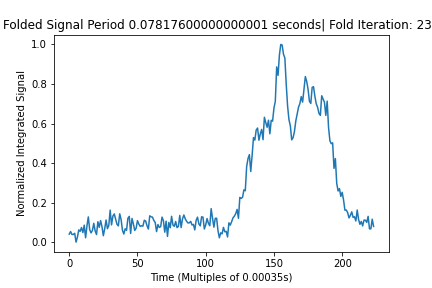 Folded Signal Period 0.07817600000000001 seconds| Fold Iteration: 23
1.0
0.8
0.6
0.4
0.2
0.0
Normalized Integrated Signal
0 50 100 150 200
Time (Multiples of 0.00035s)